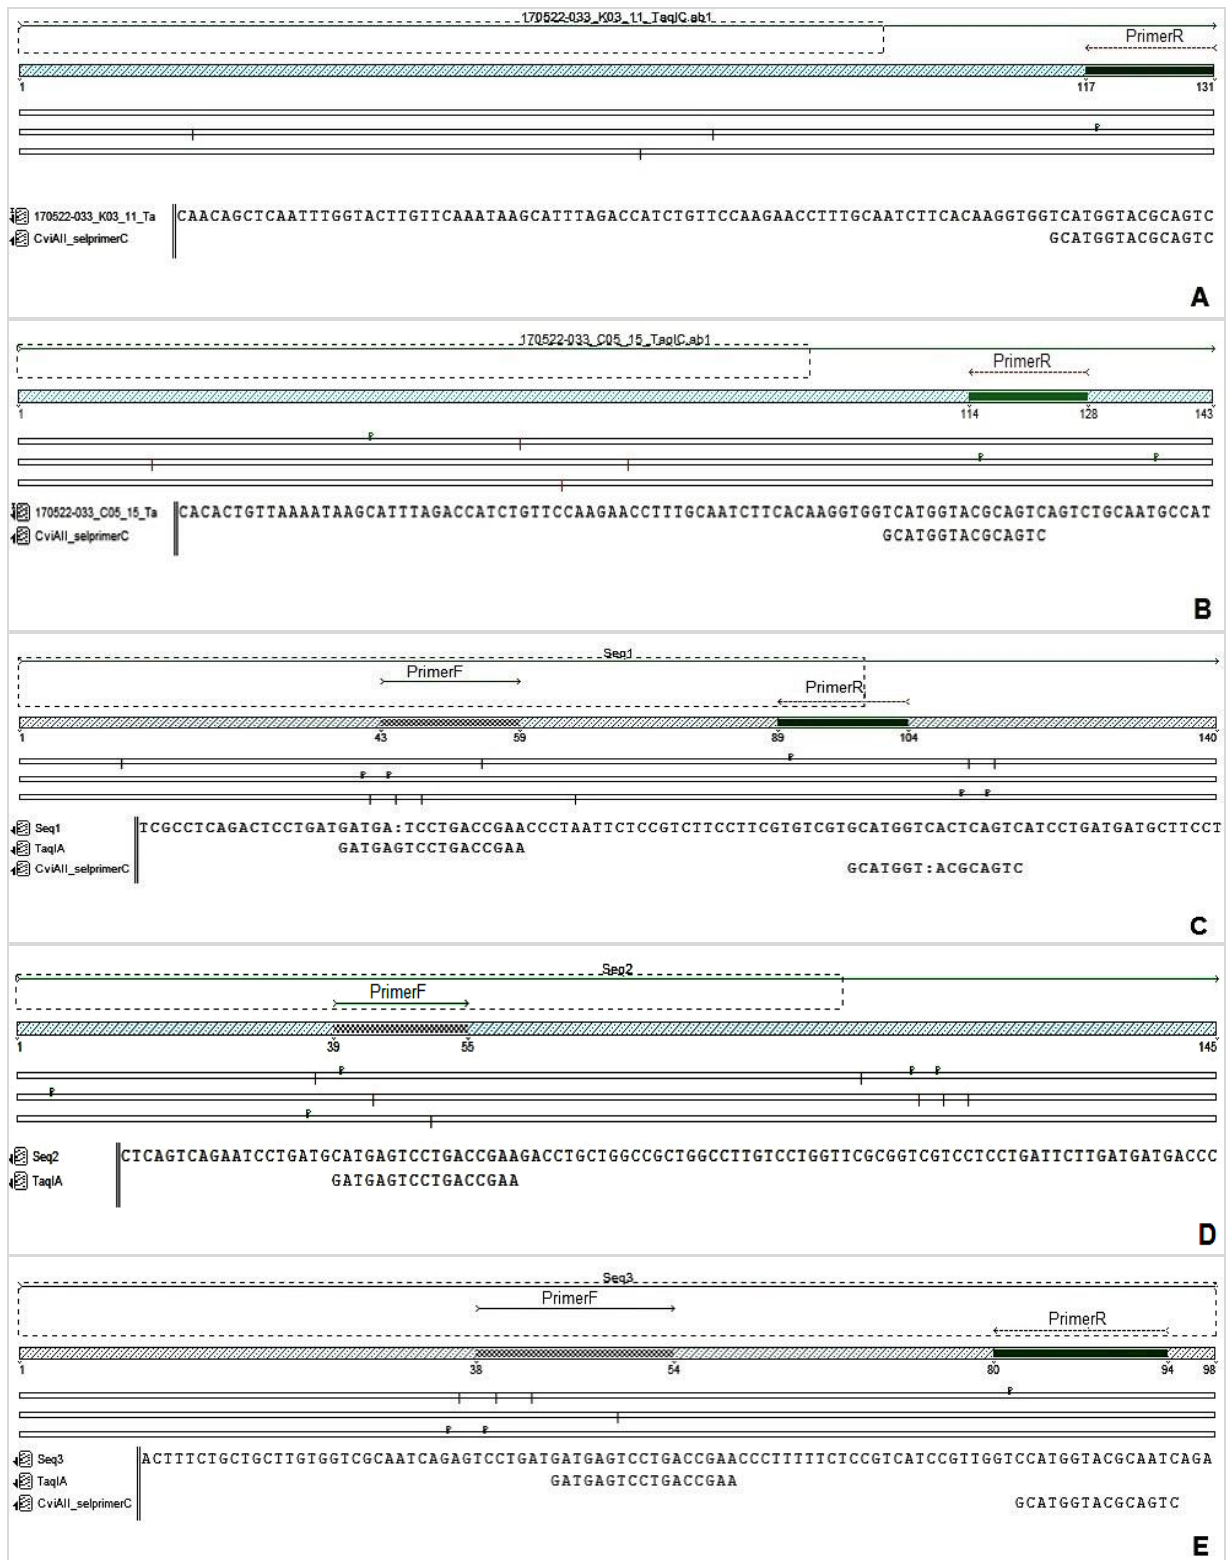 170522-033_K03_11_TaqIC.ab1
PrimerR
1 117 131
170522-033_K03_11_Ta CAACAGCTCAATTTGGTACTTGTTCAAATAAGCATTTAGACCATCTGTTCCAAGAACCTTTGCAATCTTCACAAGGTGGTCATGGTACGCAGTC
CviAII_selprimerC GCATGGTACGCAGTC
A
170522-033_C05_15_TaqIC.ab1
PrimerR
1 114 128 143
170522-033_C05_15_Ta CACACTGTTAAAATAAGCATTTAGACCATCTGTTCCAAGAACCTTTGCAATCTTCACAAGGTGGTCATGGTACGCAGTCAGTCTGCAATGCCAT
CviAII_selprimerC GCATGGTACGCAGTC
B
Seq1
PrimerF
PrimerR
1 43 59 89 104 140
Seq1 TCGCCTCAGACTCCTGATGATGA:TCCTGACCGAACCCTAATTCTCCGTCTTCCTTCGTGTCGTGCATGGTCACTCAGTCATCCTGATGATGCTTCCT
TaqIA GATGAGTCCTGACCGAA
CviAII_selprimerC GCATGGT:ACGCAGTC
C
Seq2
PrimerF
1 39 55 145
Seq2 CTCAGTCAGAATCCTGATGCATGAGTCCTGACCGAAGACCTGCTGGCCGCTGGCCTTGTCCTGGTTCGCGGTCGTCCTCCTGATTCTTGATGATGACCC
TaqIA GATGAGTCCTGACCGAA
D
Seq3
PrimerF
PrimerR
1 38 54 80 94 98
Seq3 ACTTTCTGCTGCTTGTGGTCGCAATCAGAGTCCTGATGATGAGTCCTGACCGAACCCTTTTTCTCCGTCATCCGTTGGTCCATGGTACGCAATCAGA
TaqIA GATGAGTCCTGACCGAA
CviAII_selprimerC GCATGGTACGCAGTC
E